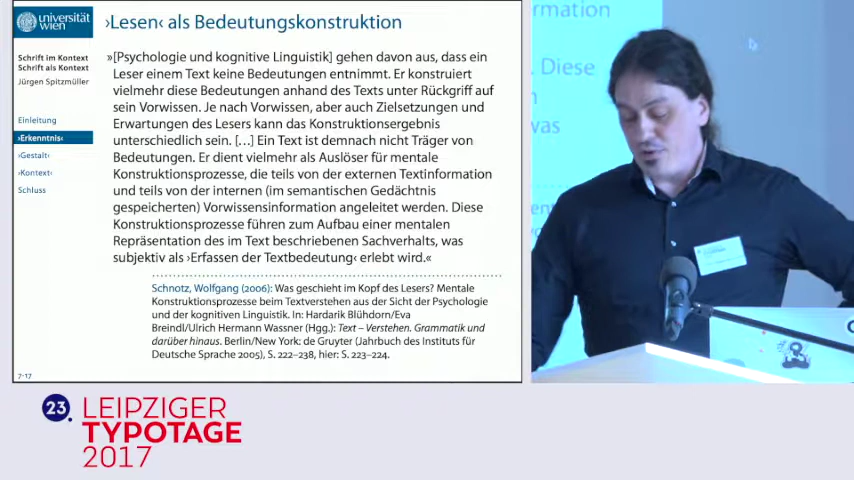 universität
wien
Schrift im Kontext
Schrift als Kontext
Jürgen Spitzmüller
Einleitung
›Erkenntnis‹
›Gestalt‹
›Kontext‹
Schluss
7-17
›Lesen‹ als Bedeutungskonstruktion
»[Psychologie und kognitive Linguistik] gehen davon aus, dass ein
Leser einem Text keine Bedeutungen entnimmt. Er konstruiert
vielmehr diese Bedeutungen anhand des Texts unter Rückgriff auf
sein Vorwissen. Je nach Vorwissen, aber auch Zielsetzungen und
Erwartungen des Lesers kann das Konstruktionsergebnis
unterschiedlich sein. […] Ein Text ist demnach nicht Träger von
Bedeutungen. Er dient vielmehr als Auslöser für mentale
Konstruktionsprozesse, die teils von der externen Textinformation
und teils von der internen (im semantischen Gedächtnis
gespeicherten) Vorwissensinformation angeleitet werden. Diese
Konstruktionsprozesse führen zum Aufbau einer mentalen
Repräsentation des im Text beschriebenen Sachverhalts, was
subjektiv als ›Erfassen der Textbedeutung‹ erlebt wird.«
Schnotz, Wolfgang (2006): Was geschieht im Kopf des Lesers? Mentale
Konstruktionsprozesse beim Textverstehen aus der Sicht der Psychologie
und der kognitiven Linguistik. In: Hardarik Blühdorn/Eva
Breindl/Ulrich Hermann Wassner (Hgg.): Text – Verstehen. Grammatik und
darüber hinaus. Berlin/New York: de Gruyter (Jahrbuch des Instituts für
Deutsche Sprache 2005), S. 222–238, hier: S. 223–224.
rmation
Diese
vas
23.
LEIPZIGER
TYPOTAGE
2017